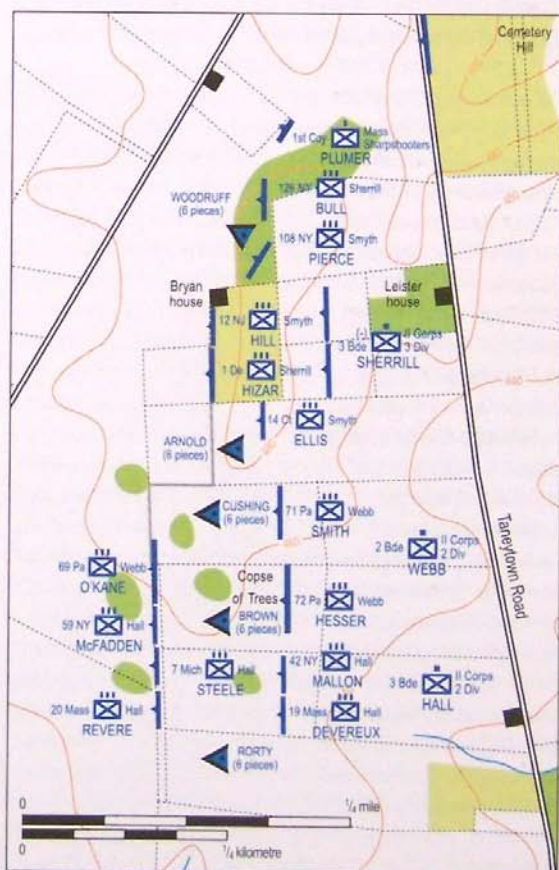 Cemetery
Hill
1st Coy
Mass
Sharpshooters
PLUMER
WOODRUFF
(6 pieces)
126 NY
Sherrill
BULL
108 NY
Smyth
PIERCE
Bryan
house
Leister
house
12 NJ
Smyth
HILL
(-)
II Corps
3 Bde
3 Div
SHERRILL
1 De
Sherrill
HIZAR
14 Ct
Smyth
ELLIS
ARNOLD
(6 pieces)
440
460
CUSHING
(6 pieces)
71 Pa
Webb
SMITH
2 Bde
II Corps
2 Div
WEBB
Taneytown Road
69 Pa
Webb
O'KANE
Copse
of Trees
72 Pa
Webb
HESSER
BROWN
(6 pieces)
59 NY
Hall
McFADDEN
7 Mich
Hall
STEELE
42 NY
Hall
MALLON
3 Bde
II Corps
2 Div
HALL
20 Mass
Hall
REVERE
19 Mass
Hall
DEVEREUX
RORTY
(6 pieces)
0
¼ mile
0
¼ kilometre